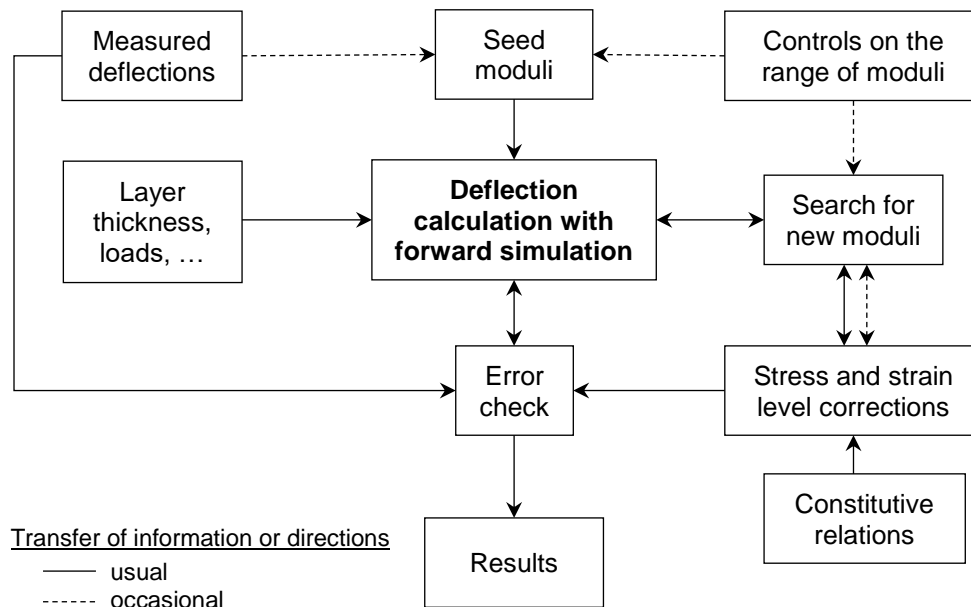 Measured
deflections
Seed
moduli
Controls on the
range of moduli
Layer
thickness,
loads, …
Deflection
calculation with
forward simulation
Search for
new moduli
Error
check
Stress and strain
level corrections
Constitutive
relations
Results
Transfer of information or directions
usual
occasional